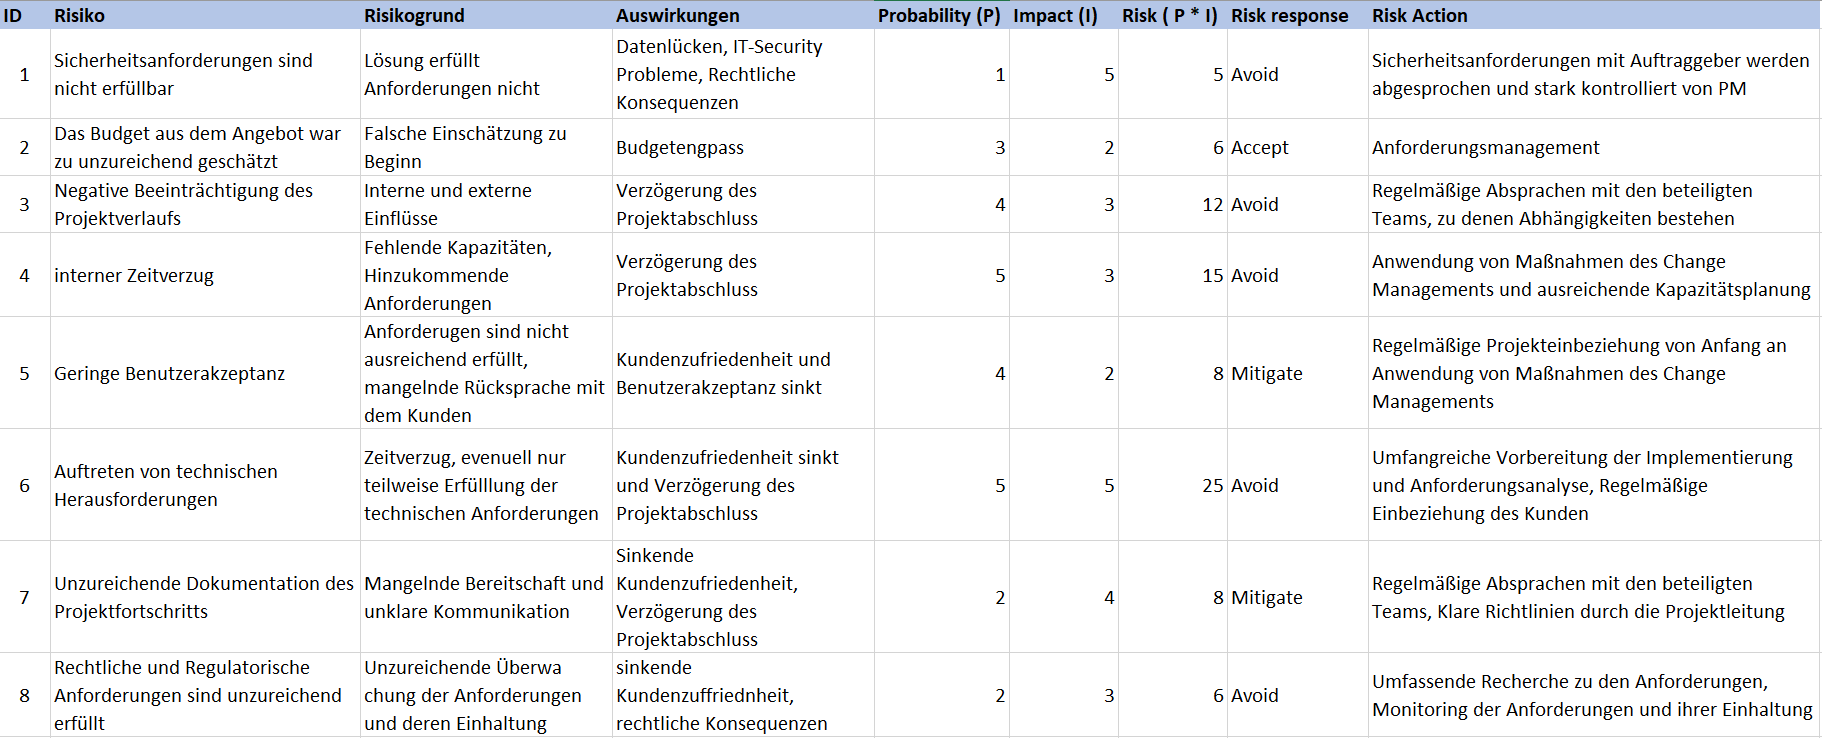 ID Risiko Risikogrund Auswirkungen Probability (P) Impact (I) Risk ( P * I) Risk response Risk Action
1
Sicherheitsanforderungen sind
nicht erfüllbar
Lösung erfüllt
Anforderungen nicht
Datenlücken, IT-Security
Probleme, Rechtliche
Konsequenzen
1
5
5
Avoid
Sicherheitsanforderungen mit Auftraggeber werden
abgesprochen und stark kontrolliert von PM
2
Das Budget aus dem Angebot war
zu unzureichend geschätzt
Falsche Einschätzung zu
Beginn
Budgetengpass
3
2
6
Accept
Anforderungsmanagement
3
Negative Beeinträchtigung des
Projektverlaufs
Interne und externe
Einflüsse
Verzögerung des
Projektabschluss
4
3
12
Avoid
Regelmäßige Absprachen mit den beteiligten
Teams, zu denen Abhängigkeiten bestehen
4
interner Zeitverzug
Fehlende Kapazitäten,
Hinzukommende
Anforderungen
Verzögerung des
Projektabschluss
5
3
15
Avoid
Anwendung von Maßnahmen des Change
Managements und ausreichende Kapazitätsplanung
5
Geringe Benutzerakzeptanz
Anforderugen sind nicht
ausreichend erfüllt,
mangelnde Rücksprache mit
dem Kunden
Kundenzufriedenheit und
Benutzerakzeptanz sinkt
4
2
8
Mitigate
Regelmäßige Projekteinbeziehung von Anfang an
Anwendung von Maßnahmen des Change
Managements
6
Auftreten von technischen
Herausforderungen
Zeitverzug, evenuell nur
teilweise Erfülllung der
technischen Anforderungen
Kundenzufriedenheit sinkt
und Verzögerung des
Projektabschluss
5
5
25
Avoid
Umfangreiche Vorbereitung der Implementierung
und Anforderungsanalyse, Regelmäßige
Einbeziehung des Kunden
7
Unzureichende Dokumentation des
Projektfortschritts
Mangelnde Bereitschaft und
unklare Kommunikation
Sinkende
Kundenzufriedenheit,
Verzögerung des
Projektabschluss
2
4
8
Mitigate
Regelmäßige Absprachen mit den beteiligten
Teams, Klare Richtlinien durch die Projektleitung
8
Rechtliche und Regulatorische
Anforderungen sind unzureichend
erfüllt
Unzureichende Überwa
chung der Anforderungen
und deren Einhaltung
sinkende
Kundenzuffriednheit,
rechtliche Konsequenzen
2
3
6
Avoid
Umfassende Recherche zu den Anforderungen,
Monitoring der Anforderungen und ihrer Einhaltung